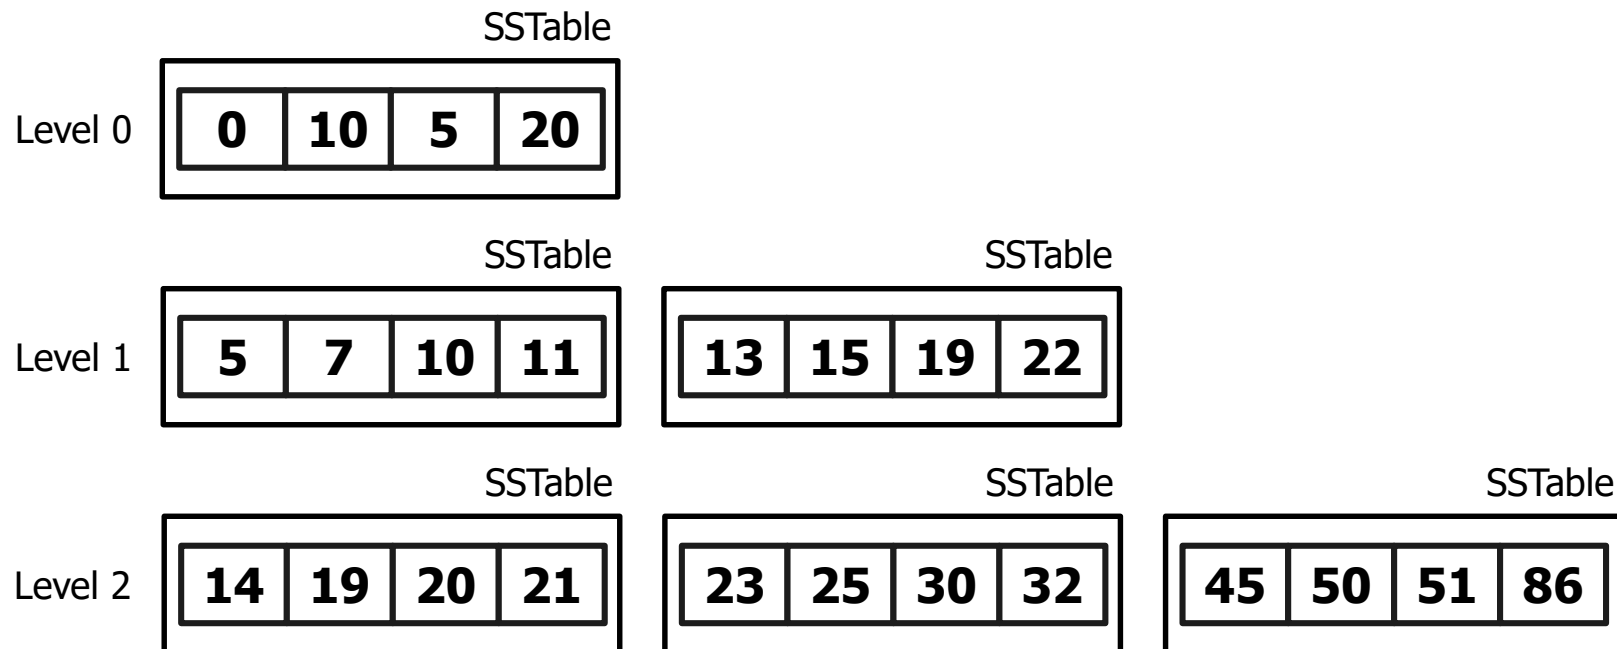 SSTable
Level 0 0 10 5 20
SSTable SSTable
Level 1 5 7 10 11 13 15 19 22
SSTable SSTable SSTable
Level 2 14 19 20 21 23 25 30 32 45 50 51 86